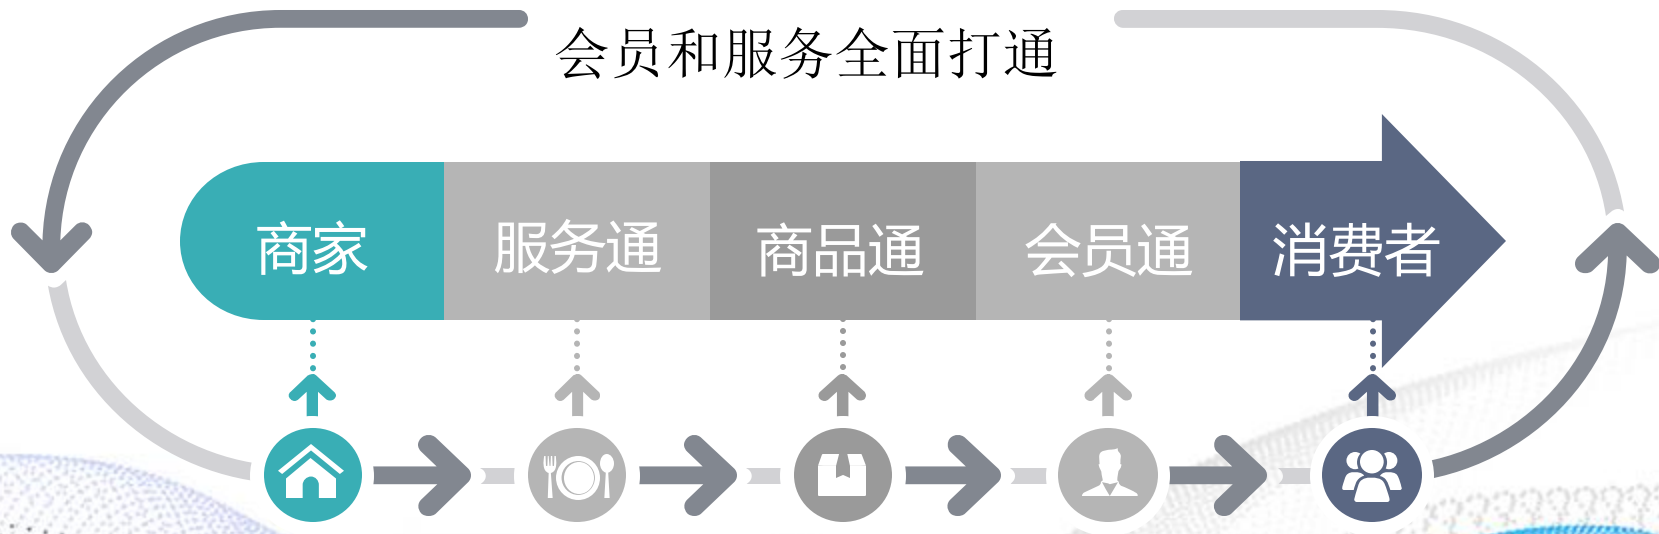 会员和服务全面打通
商家
服务通
商品通
会员通
消费者